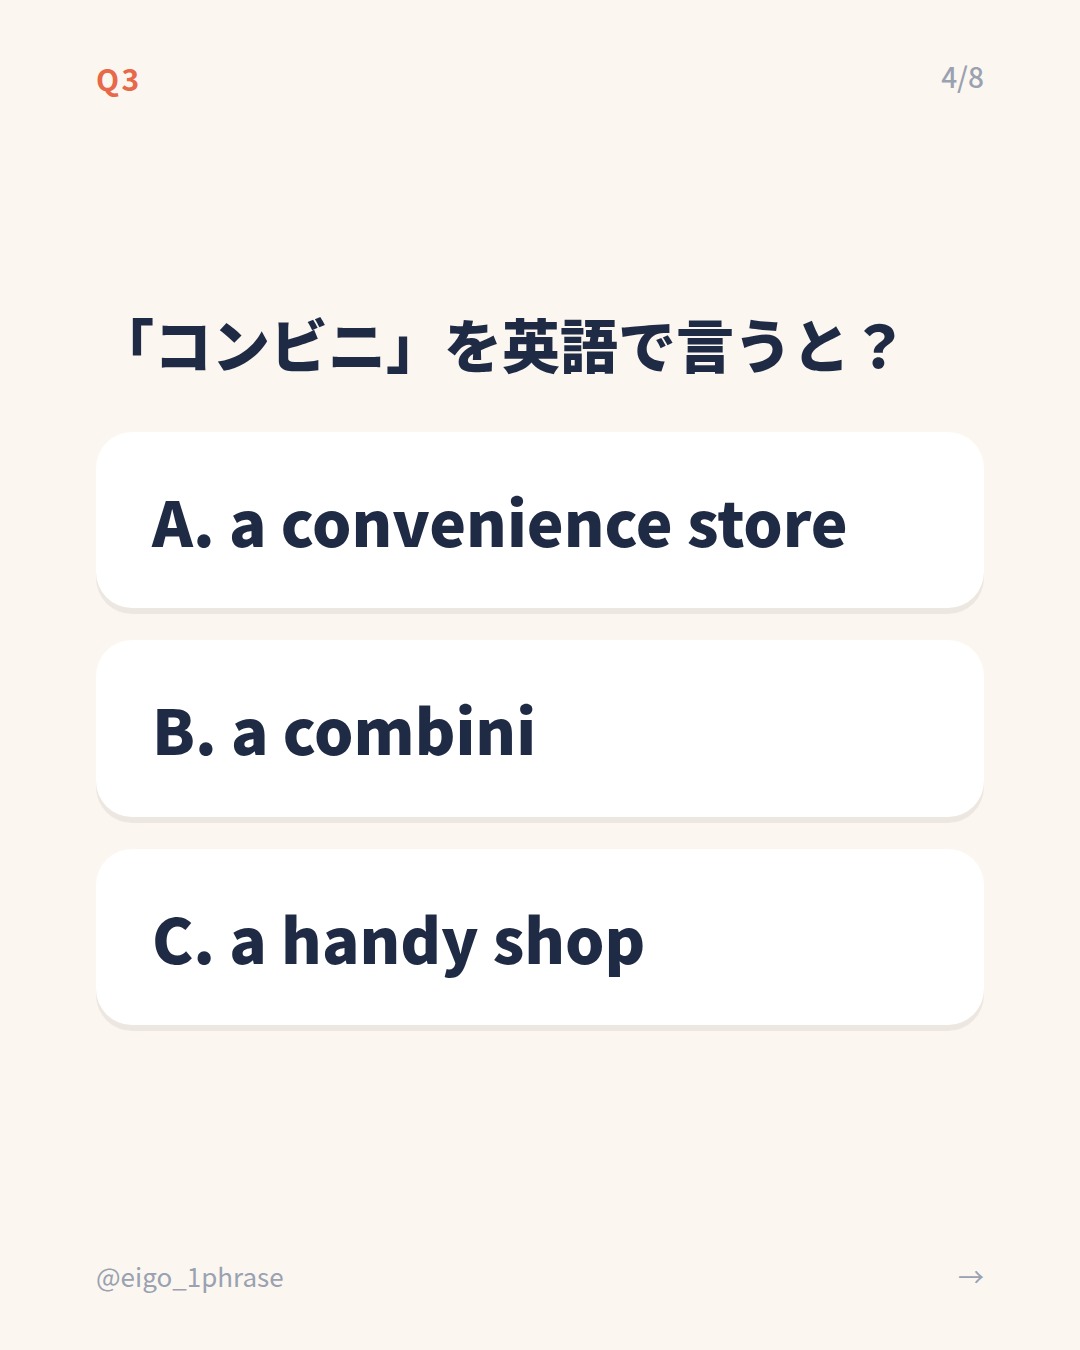 Q3
4/8
「コンビニ」を英語で言うと？
A. a convenience store
B. a combini
C. a handy shop
@eigo_1phrase
→